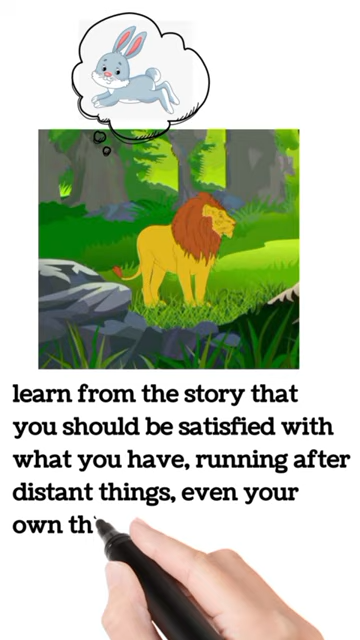 learn from the story that
you should be satisfied with
what you have, running after
distant things, even your
own th